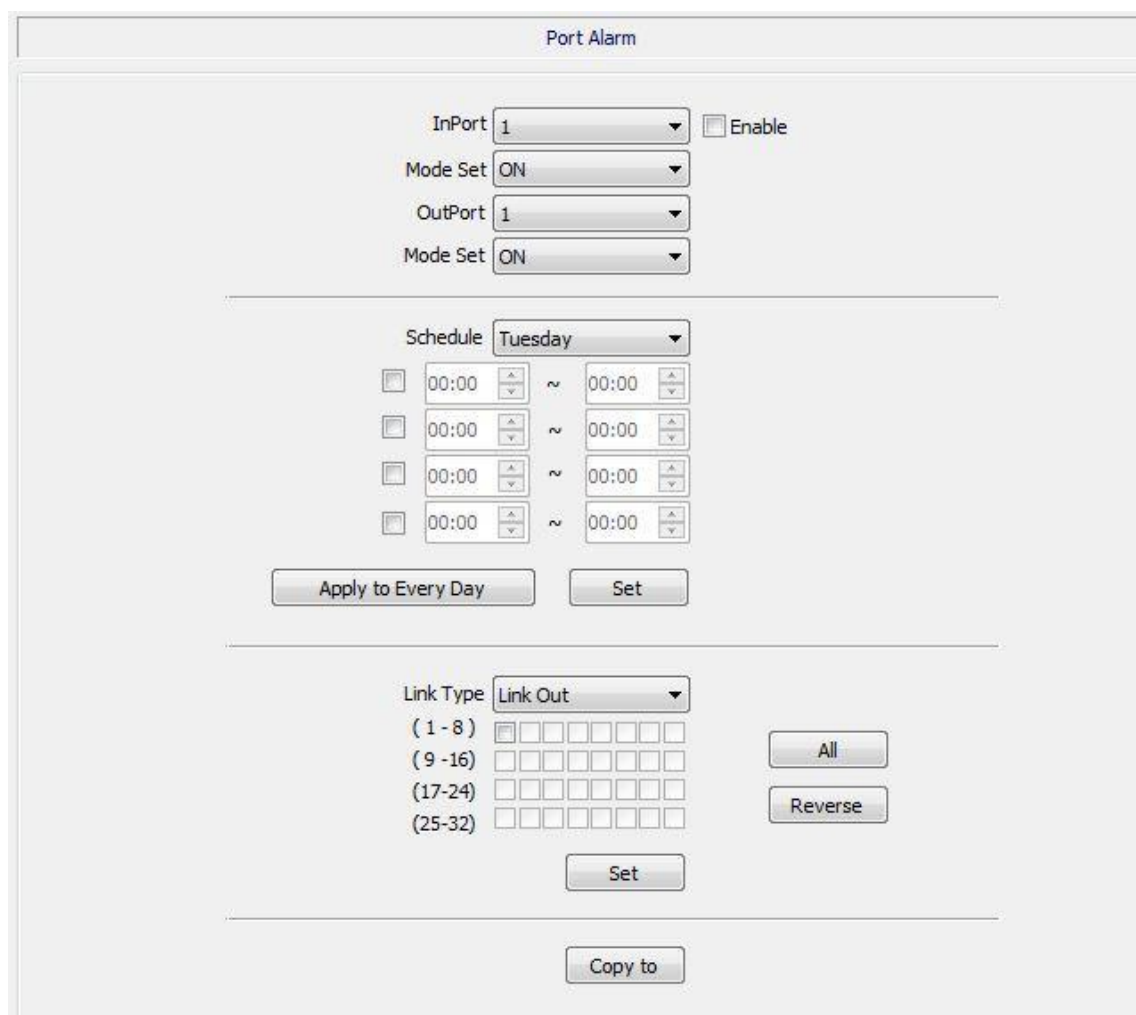 Port Alarm
InPort 1 Enable
Mode Set ON
OutPort 1
Mode Set ON
Schedule Tuesday
00:00 ~ 00:00
00:00 ~ 00:00
00:00 ~ 00:00
00:00 ~ 00:00
Apply to Every Day Set
Link Type Link Out
( 1 - 8 )
( 9 -16)
(17-24)
(25-32)
All
Reverse
Set
Copy to